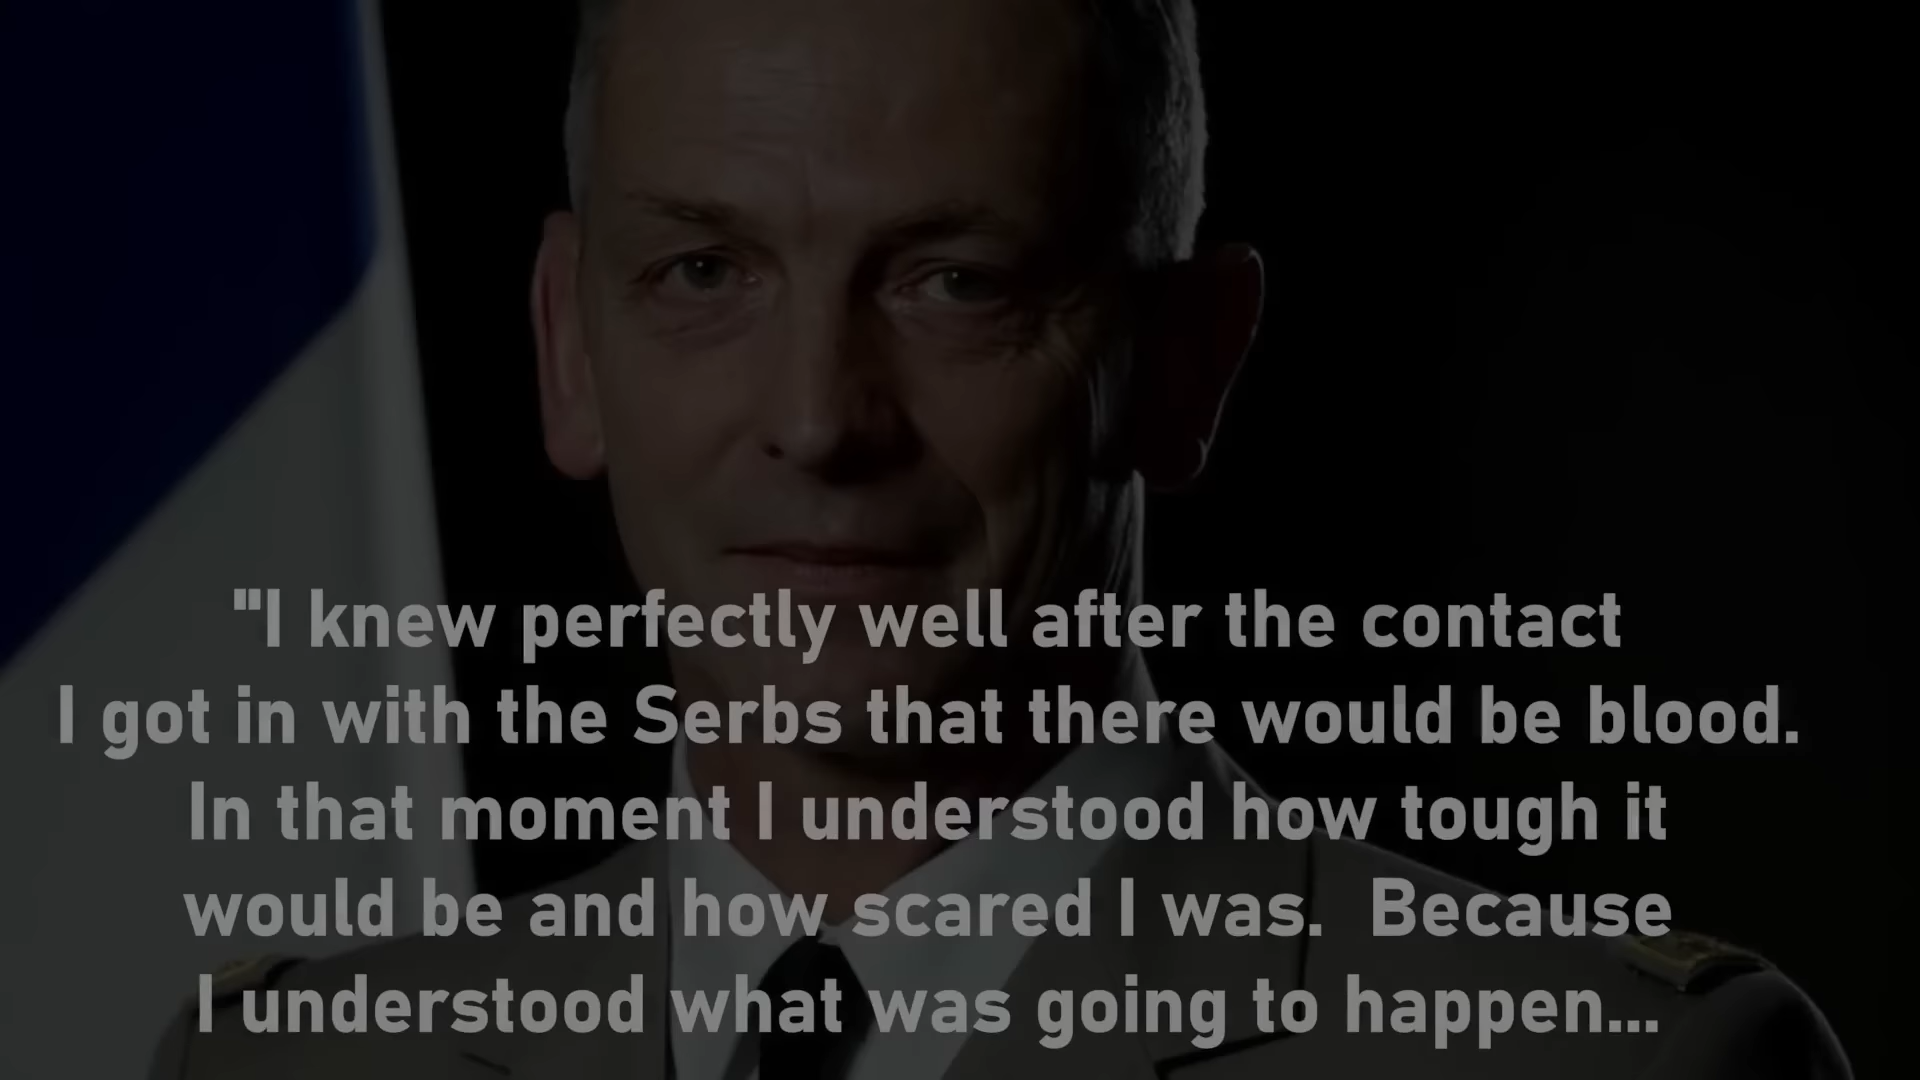 "I knew perfectly well after the contact
I got in with the Serbs that there would be blood.
In that moment I understood how tough it
would be and how scared I was.  Because
I understood what was going to happen...